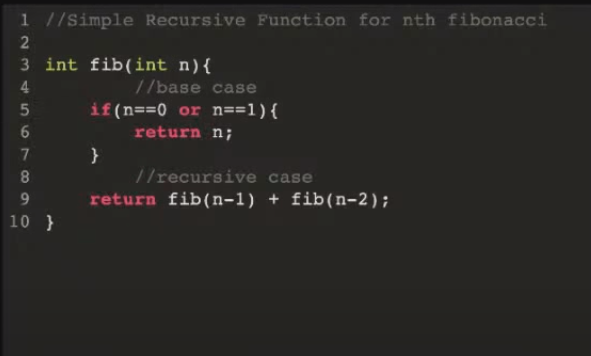 1 //Simple Recursive Function for nth fibonacci
2
3 int fib(int n){
4         //base case
5     if(n==0 or n==1){
6         return n;
7     }
8         //recursive case
9     return fib(n-1) + fib(n-2);
10 }